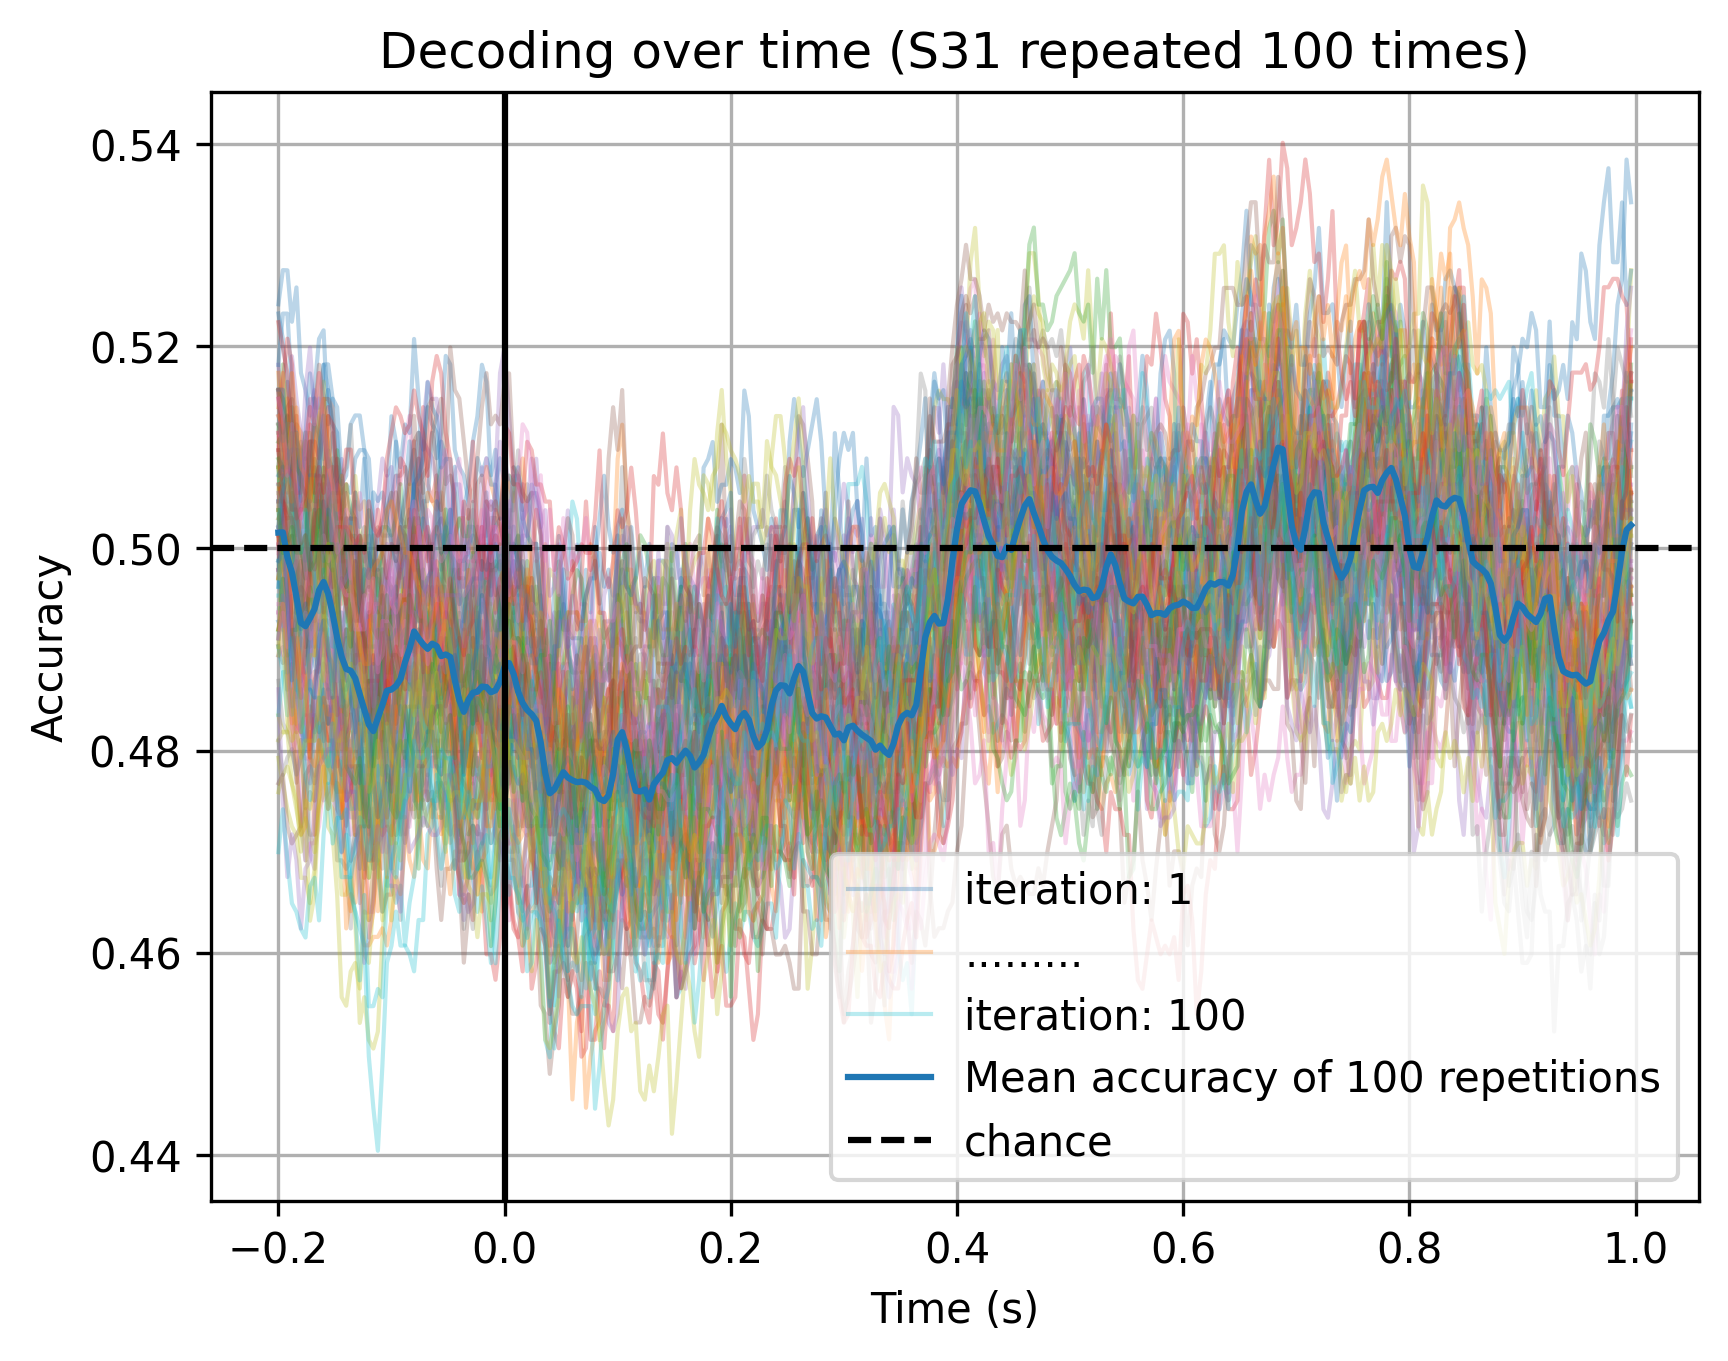 Decoding over time (S31 repeated 100 times)
Accuracy
0.54
0.52
0.50
0.48
0.46
0.44
iteration: 1
.........
iteration: 100
Mean accuracy of 100 repetitions
chance
−0.2 0.0 0.2 0.4 0.6 0.8 1.0
Time (s)